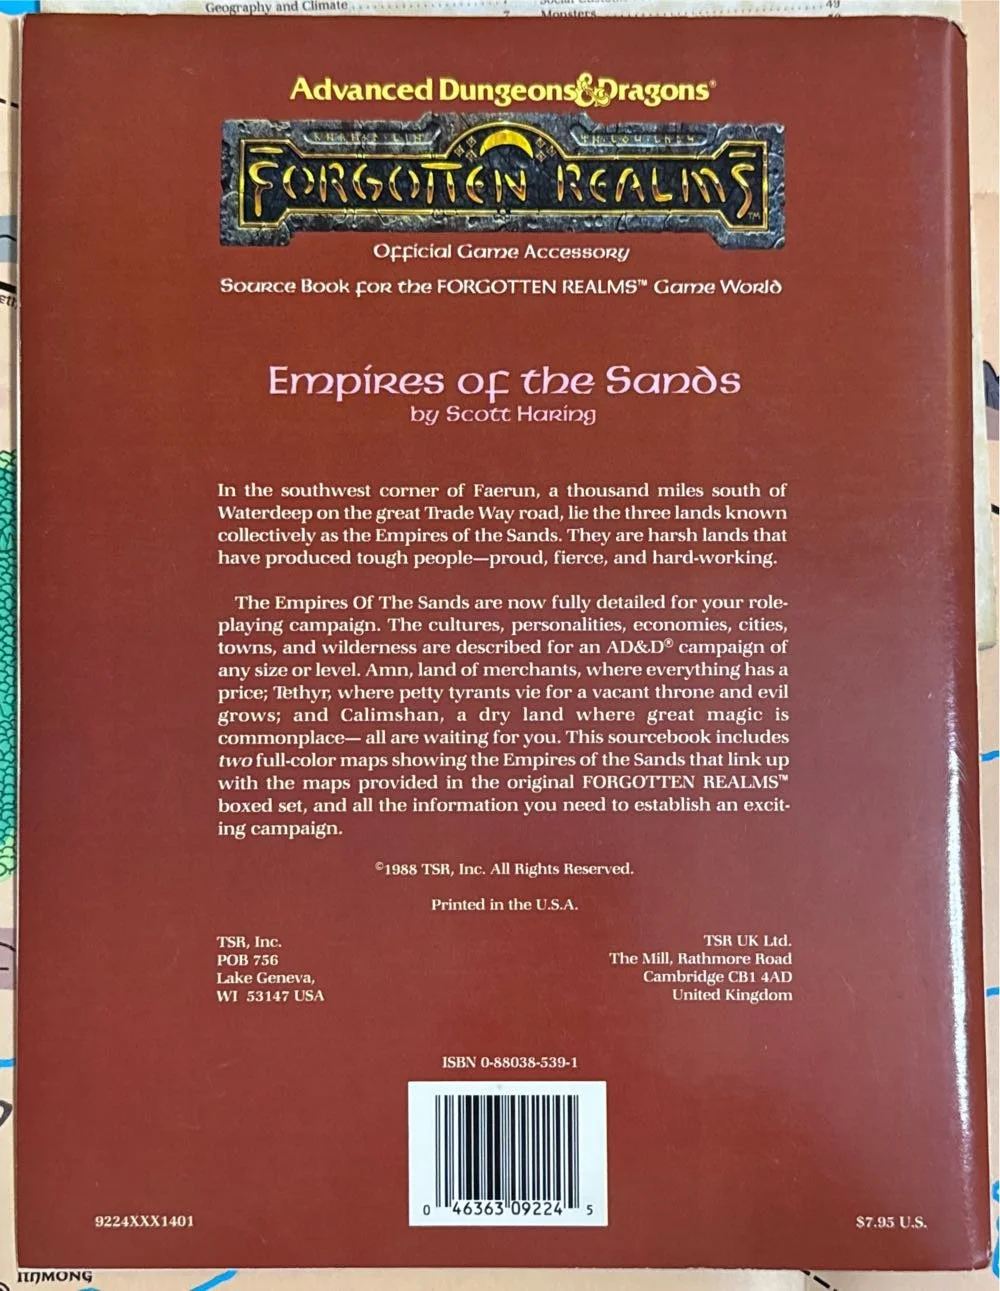 Geography and Climate
49
7
Monsters
Advanced Dungeons & Dragons®
FORGOTTEN REALMS™
Official Game Accessory
Source Book for the FORGOTTEN REALMS™ Game World
Empires of the Sands
by Scott Haring
In the southwest corner of Faerun, a thousand miles south of
Waterdeep on the great Trade Way road, lie the three lands known
collectively as the Empires of the Sands. They are harsh lands that
have produced tough people—proud, fierce, and hard-working.
The Empires Of The Sands are now fully detailed for your role-
playing campaign. The cultures, personalities, economies, cities,
towns, and wilderness are described for an AD&D® campaign of
any size or level. Amn, land of merchants, where everything has a
price; Tethyr, where petty tyrants vie for a vacant throne and evil
grows; and Calimshan, a dry land where great magic is
commonplace— all are waiting for you. This sourcebook includes
two full-color maps showing the Empires of the Sands that link up
with the maps provided in the original FORGOTTEN REALMS™
boxed set, and all the information you need to establish an excit-
ing campaign.
©1988 TSR, Inc. All Rights Reserved.
Printed in the U.S.A.
TSR, Inc.
POB 756
Lake Geneva,
WI 53147 USA
TSR UK Ltd.
The Mill, Rathmore Road
Cambridge CB1 4AD
United Kingdom
ISBN 0-88038-539-1
0 46363 09224 5
9224XXX1401
$7.95 U.S.